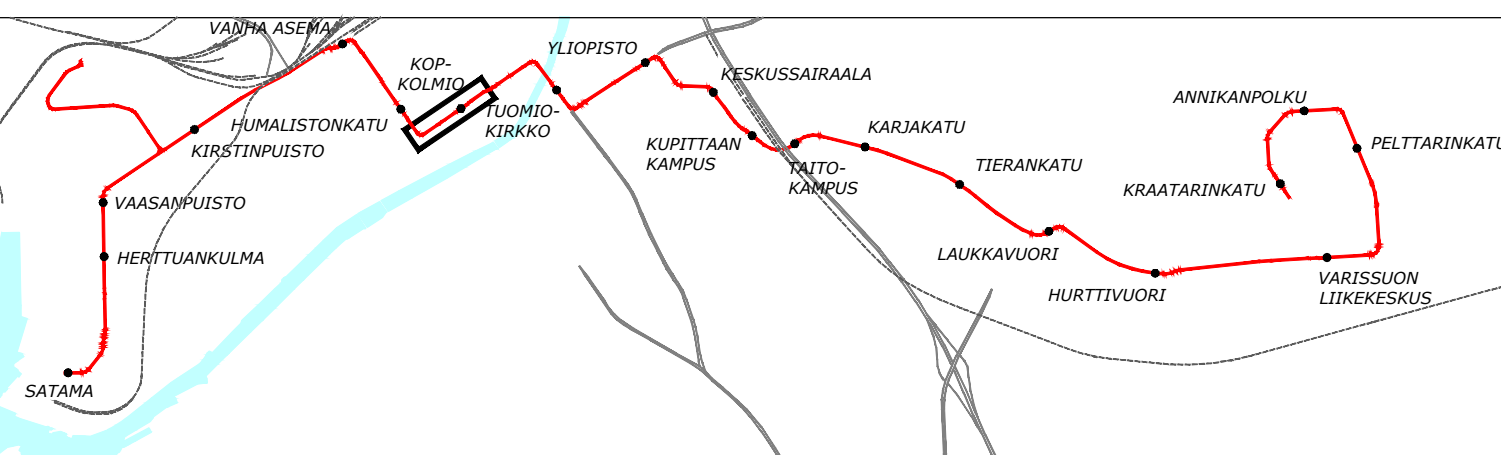 VANHA ASEMA
KOP-
KOLMIO
YLIOPISTO
KESKUSSAIRAALA
ANNIKANPOLKU
TUOMIO-
KIRKKO
HUMALISTONKATU
KIRSTINPUISTO
KUPITTAAN
KAMPUS
KARJAKATU
TAITO-
KAMPUS
TIERANKATU
PELTTARINKATU
KRAATARINKATU
VAASANPUISTO
HERTTUANKULMA
LAUKKAVUORI
HURTTIVUORI
VARISSUON
LIIKEKESKUS
SATAMA